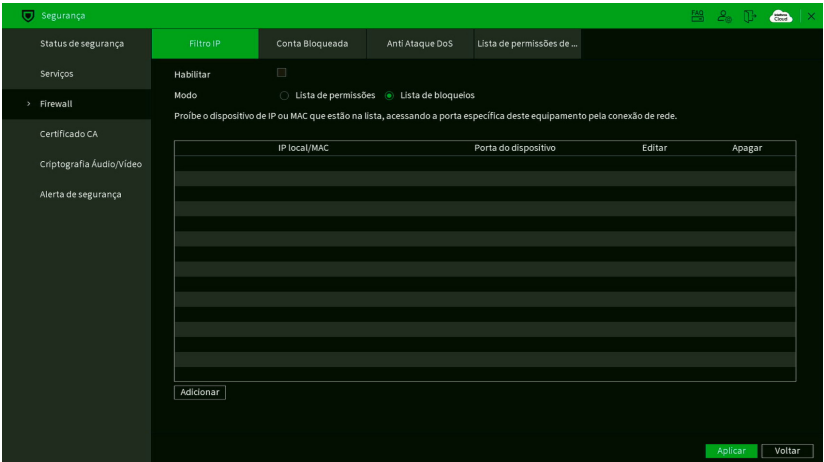 Segurança
FAQ
intelbras
Cloud
Status de segurança
Serviços
Firewall
Certificado CA
Criptografia Áudio/Vídeo
Alerta de segurança
Filtro IP
Conta Bloqueada
Anti Ataque DoS
Lista de permissões de ...
Habilitar
Modo
Lista de permissões
Lista de bloqueios
Proíbe o dispositivo de IP ou MAC que estão na lista, acessando a porta específica deste equipamento pela conexão de rede.
IP local/MAC
Porta do dispositivo
Editar
Apagar
Adicionar
Aplicar
Voltar